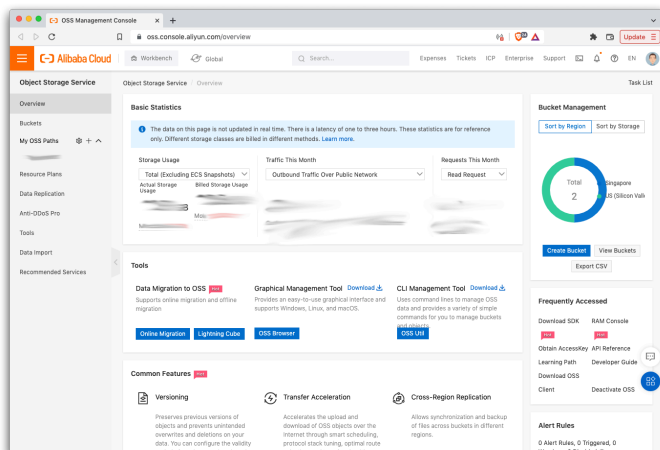 OSS Management Console
oss.console.aliyun.com/overview
Update
Alibaba Cloud
Workbench
Global
Search...
Expenses Tickets ICP Enterprise Support
EN
Object Storage Service
Object Storage Service / Overview
Task List
Overview
Buckets
My OSS Paths
Resource Plans
Data Replication
Anti-DDoS Pro
Tools
Data Import
Recommended Services
Basic Statistics
The data on this page is not updated in real time. There is a latency of one to three hours. These statistics are for reference
only. Different storage classes are billed in different methods. Learn more.
Storage Usage
Total (Excluding ECS Snapshots)
Actual Storage
Usage
Billed Storage Usage
Traffic This Month
Outbound Traffic Over Public Network
Requests This Month
Read Request
Tools
Data Migration to OSS Hot
Supports online migration and offline
migration
Online Migration
Lightning Cube
Graphical Management Tool Download
Provides an easy-to-use graphical interface and
supports Windows, Linux, and macOS.
OSS Browser
CLI Management Tool Download
Uses command lines to manage OSS
data and provides a variety of simple
commands for you to manage buckets
and objects.
OSS Util
Common Features Hot
Versioning
Preserves previous versions of
objects and prevents unintended
overwrites and deletions on your
data. You can configure the validity
Transfer Acceleration
Accelerates the upload and
download of OSS objects over the
Internet through smart scheduling,
protocol stack tuning, optimal route
Cross-Region Replication
Allows synchronization and backup
of files across buckets in different
regions.
Bucket Management
Sort by Region
Sort by Storage
Total
2
Singapore
US (Silicon Vall
Create Bucket
View Buckets
Export CSV
Frequently Accessed
Download SDK
RAM Console
Hot
Hot
Obtain AccessKey
API Reference
Learning Path
Developer Guide
Download OSS
Client
Deactivate OSS
Alert Rules
0 Alert Rules, 0 Triggered, 0